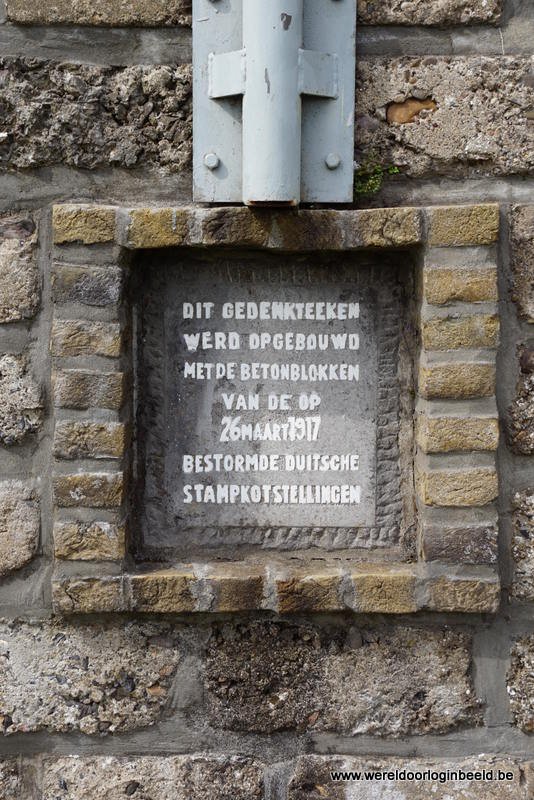 DIT GEDENKTEEKEN
WERD OPGEBOUWD
MET DE BETONBLOKKEN
VAN DE OP
26 MAART 1917
BESTORMDE DUITSCHE
STAMPKOTSTELLINGEN
www.wereldoorloginbeeld.be